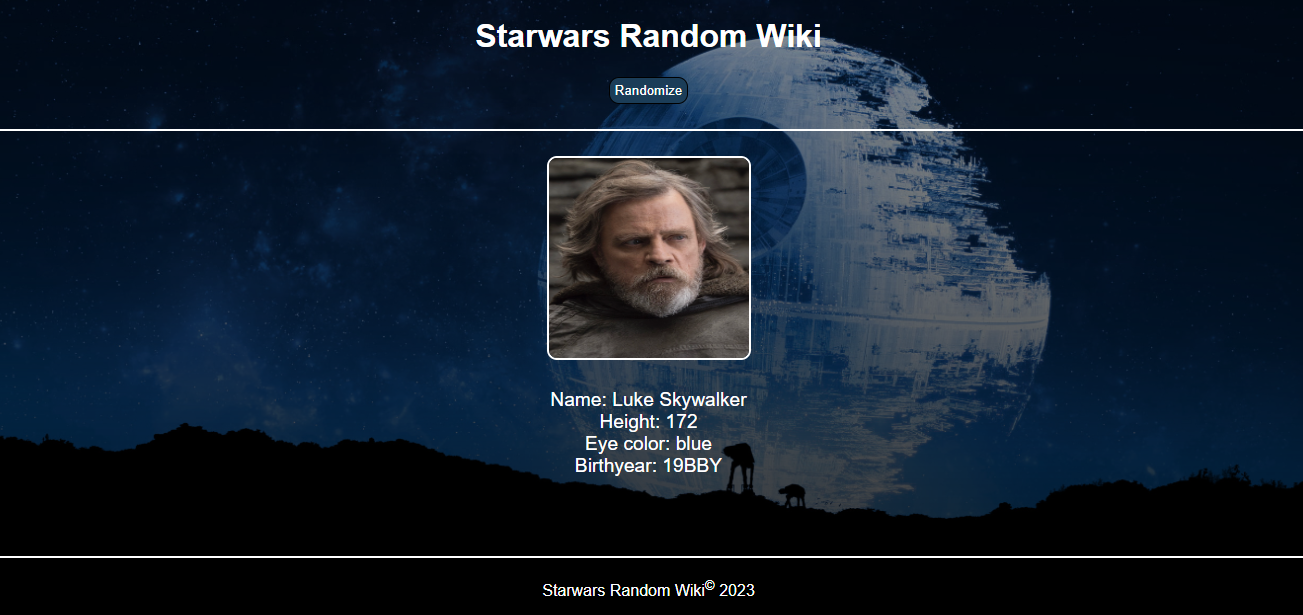 Starwars Random Wiki
Randomize
Name: Luke Skywalker
Height: 172
Eye color: blue
Birthyear: 19BBY
Starwars Random Wiki© 2023